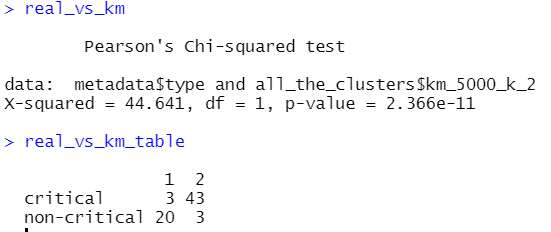 > real_vs_km
Pearson's Chi-squared test
data:  metadata$type and all_the_clusters$km_5000_k_2
X-squared = 44.641, df = 1, p-value = 2.366e-11
> real_vs_km_table
1  2
critical      3 43
non-critical 20  3